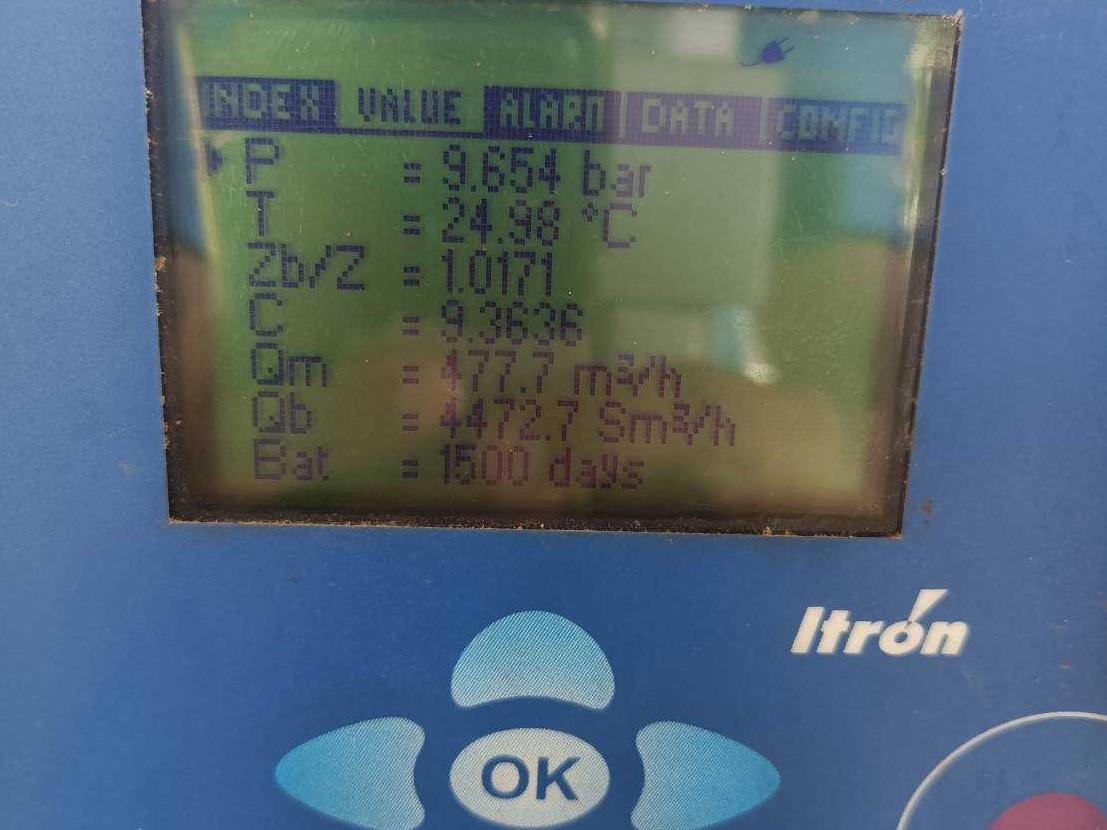 INDEX VALUE ALARM DATA CONFIG
P = 9.654 bar
T = 24.98 °C
Zb/Z = 1.0171
C = 9.3636
Qm = 477.7 m³/h
Qb = 4472.7 Sm³/h
Bat = 1500 days
Itron
OK